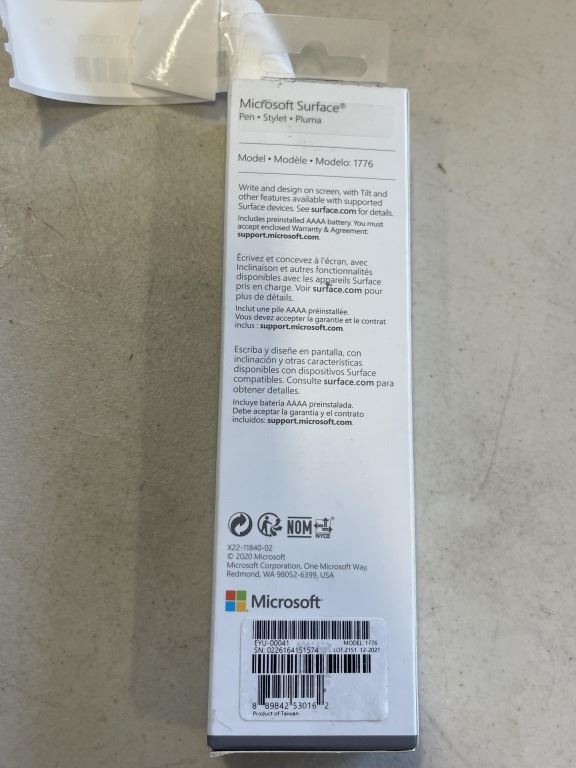 Microsoft Surface®
Pen • Stylet • Pluma
Model • Modèle • Modelo: 1776
Write and design on screen, with Tilt and
other features available with supported
Surface devices. See surface.com for details.
Includes preinstalled AAAA battery. You must
accept enclosed Warranty & Agreement:
support.microsoft.com.
Écrivez et concevez à l'écran, avec
Inclinaison et autres fonctionnalités
disponibles avec les appareils Surface
pris en charge. Voir surface.com pour
plus de détails.
Inclut une pile AAAA préinstallée.
Vous devez accepter la garantie et le contrat
inclus : support.microsoft.com.
Escriba y diseñe en pantalla, con
inclinación y otras características
disponibles con dispositivos Surface
compatibles. Consulte surface.com para
obtener detalles.
Incluye batería AAAA preinstalada.
Debe aceptar la garantía y el contrato
incluidos: support.microsoft.com.
NOM
NYCE
X22-11840-02
© 2020 Microsoft
Microsoft Corporation, One Microsoft Way,
Redmond, WA 98052-6399, USA
Microsoft
EYU-00041 MODEL 1776
SN: 0226164151574 LOT:2151 12-2021
8 89842 53016 2
Product of Taiwan